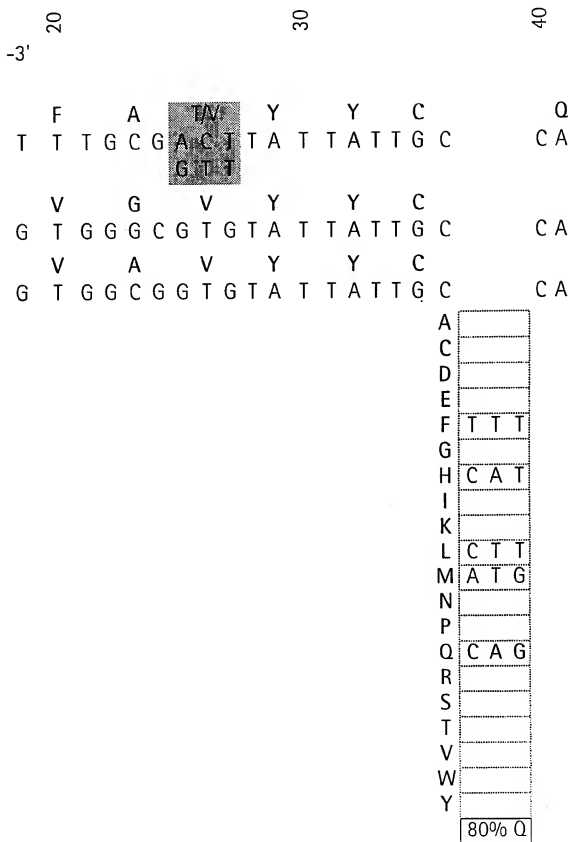 20 30 40
-3'
F A T/V Y Y C Q
T T T G C G A C T T A T T A T T G C C A
G T T
V G V Y Y C
G T G G G C G T G T A T T A T T G C C A
V A V Y Y C
G T G G C G G T G T A T T A T T G C C A
A
C
D
E
F T T T
G
H C A T
I
K
L C T T
M A T G
N
P
Q C A G
R
S
T
V
W
Y
80% Q